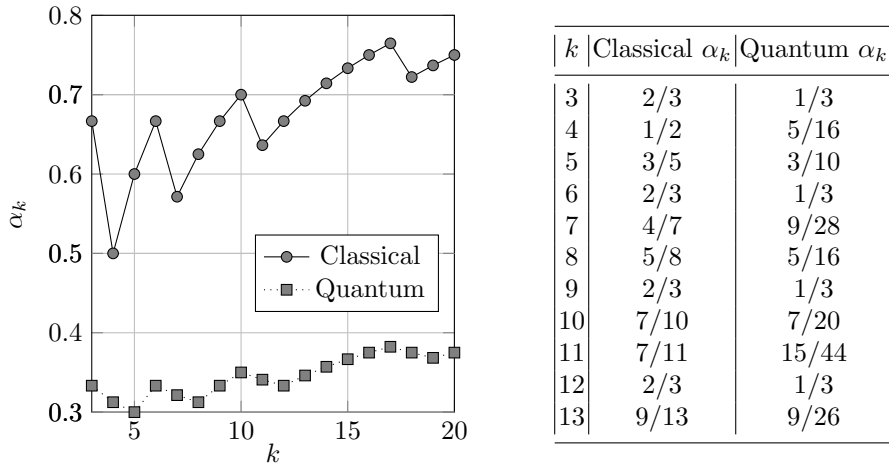 0.8
0.7
0.6
0.5
0.4
0.3
α_k
Classical
Quantum
5 10 15 20
k
k Classical α_k Quantum α_k
3 2/3 1/3
4 1/2 5/16
5 3/5 3/10
6 2/3 1/3
7 4/7 9/28
8 5/8 5/16
9 2/3 1/3
10 7/10 7/20
11 7/11 15/44
12 2/3 1/3
13 9/13 9/26